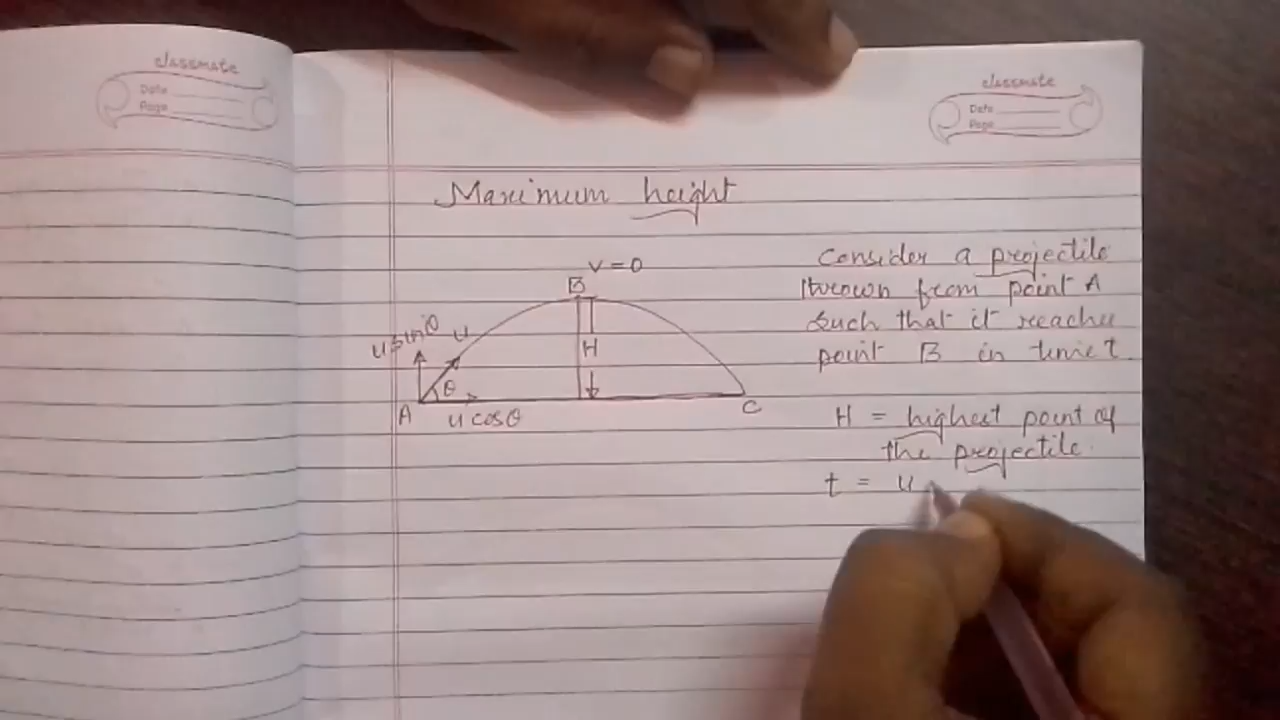 classmate
Date
Page
classmate
Date
Page
Maximum height
v = 0
B
u sinθ
u
H
θ
A
u cosθ
C
Consider a projectile
thrown from point A
such that it reaches
point B in time t
H = highest point of
the projectile.
t = u